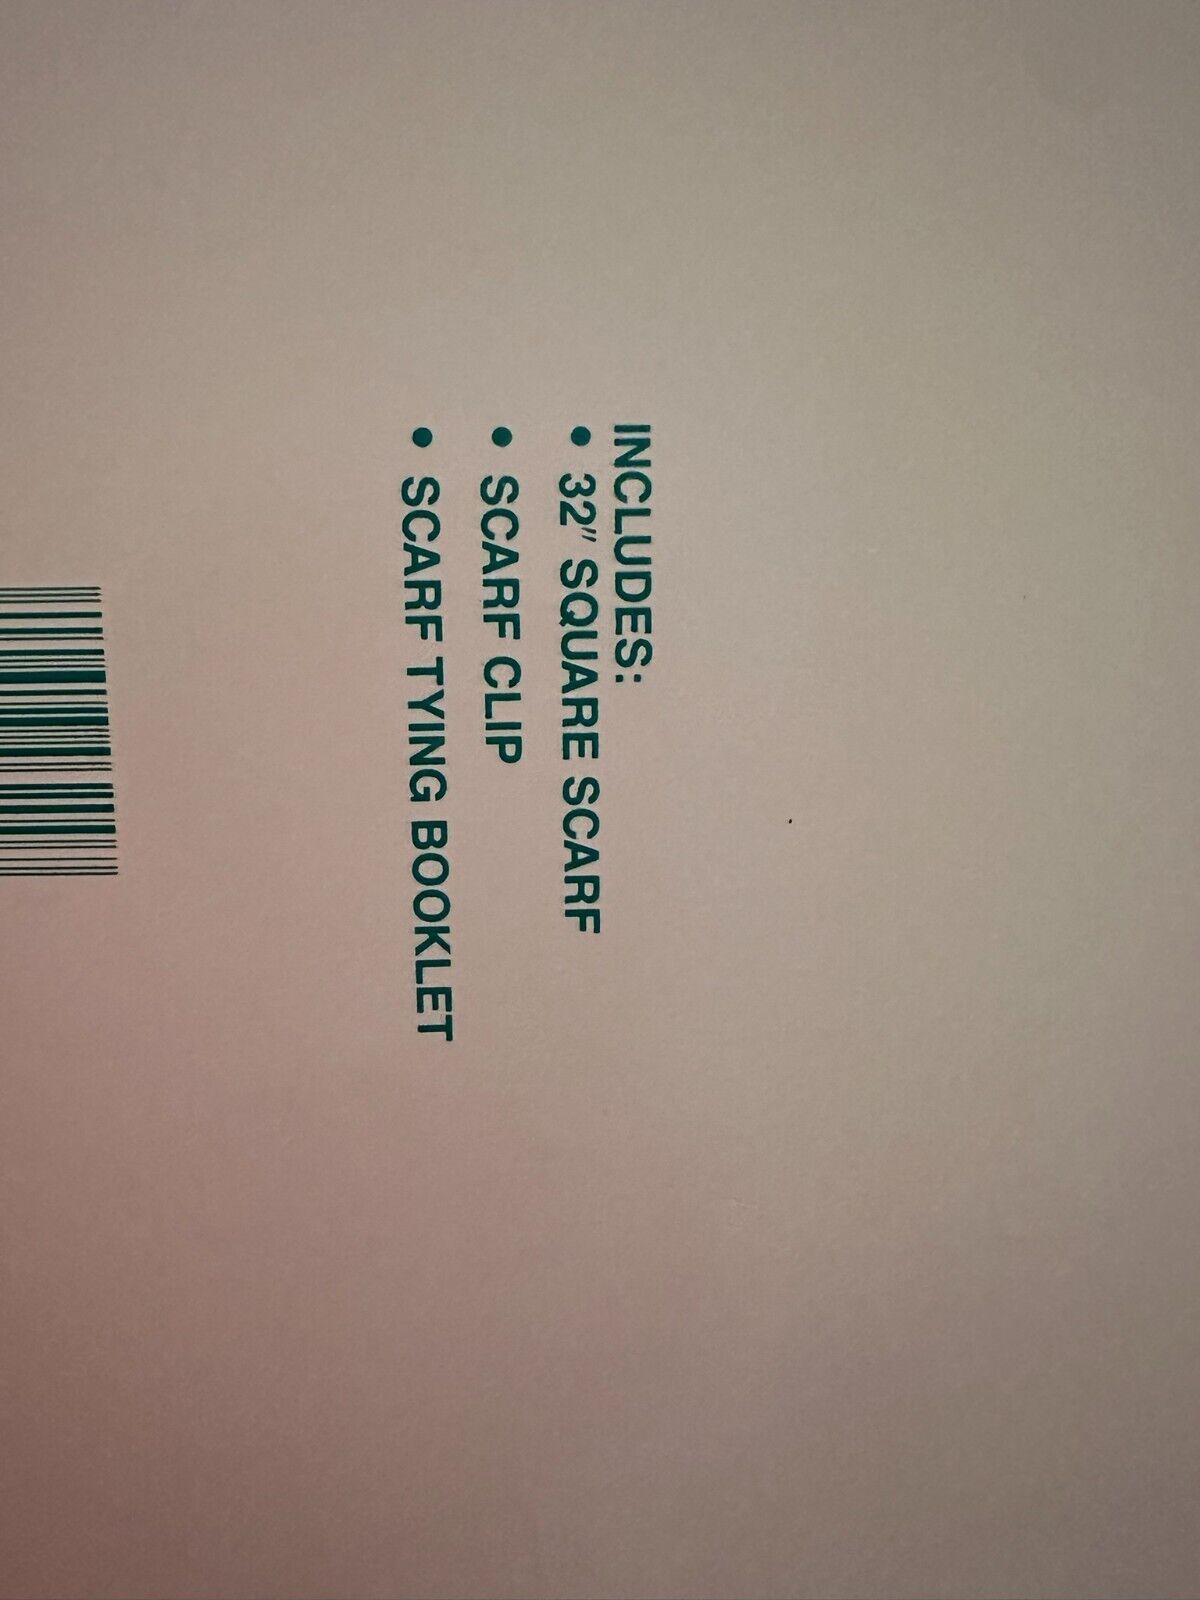 INCLUDES:
• 32" SQUARE SCARF
• SCARF CLIP
• SCARF TYING BOOKLET